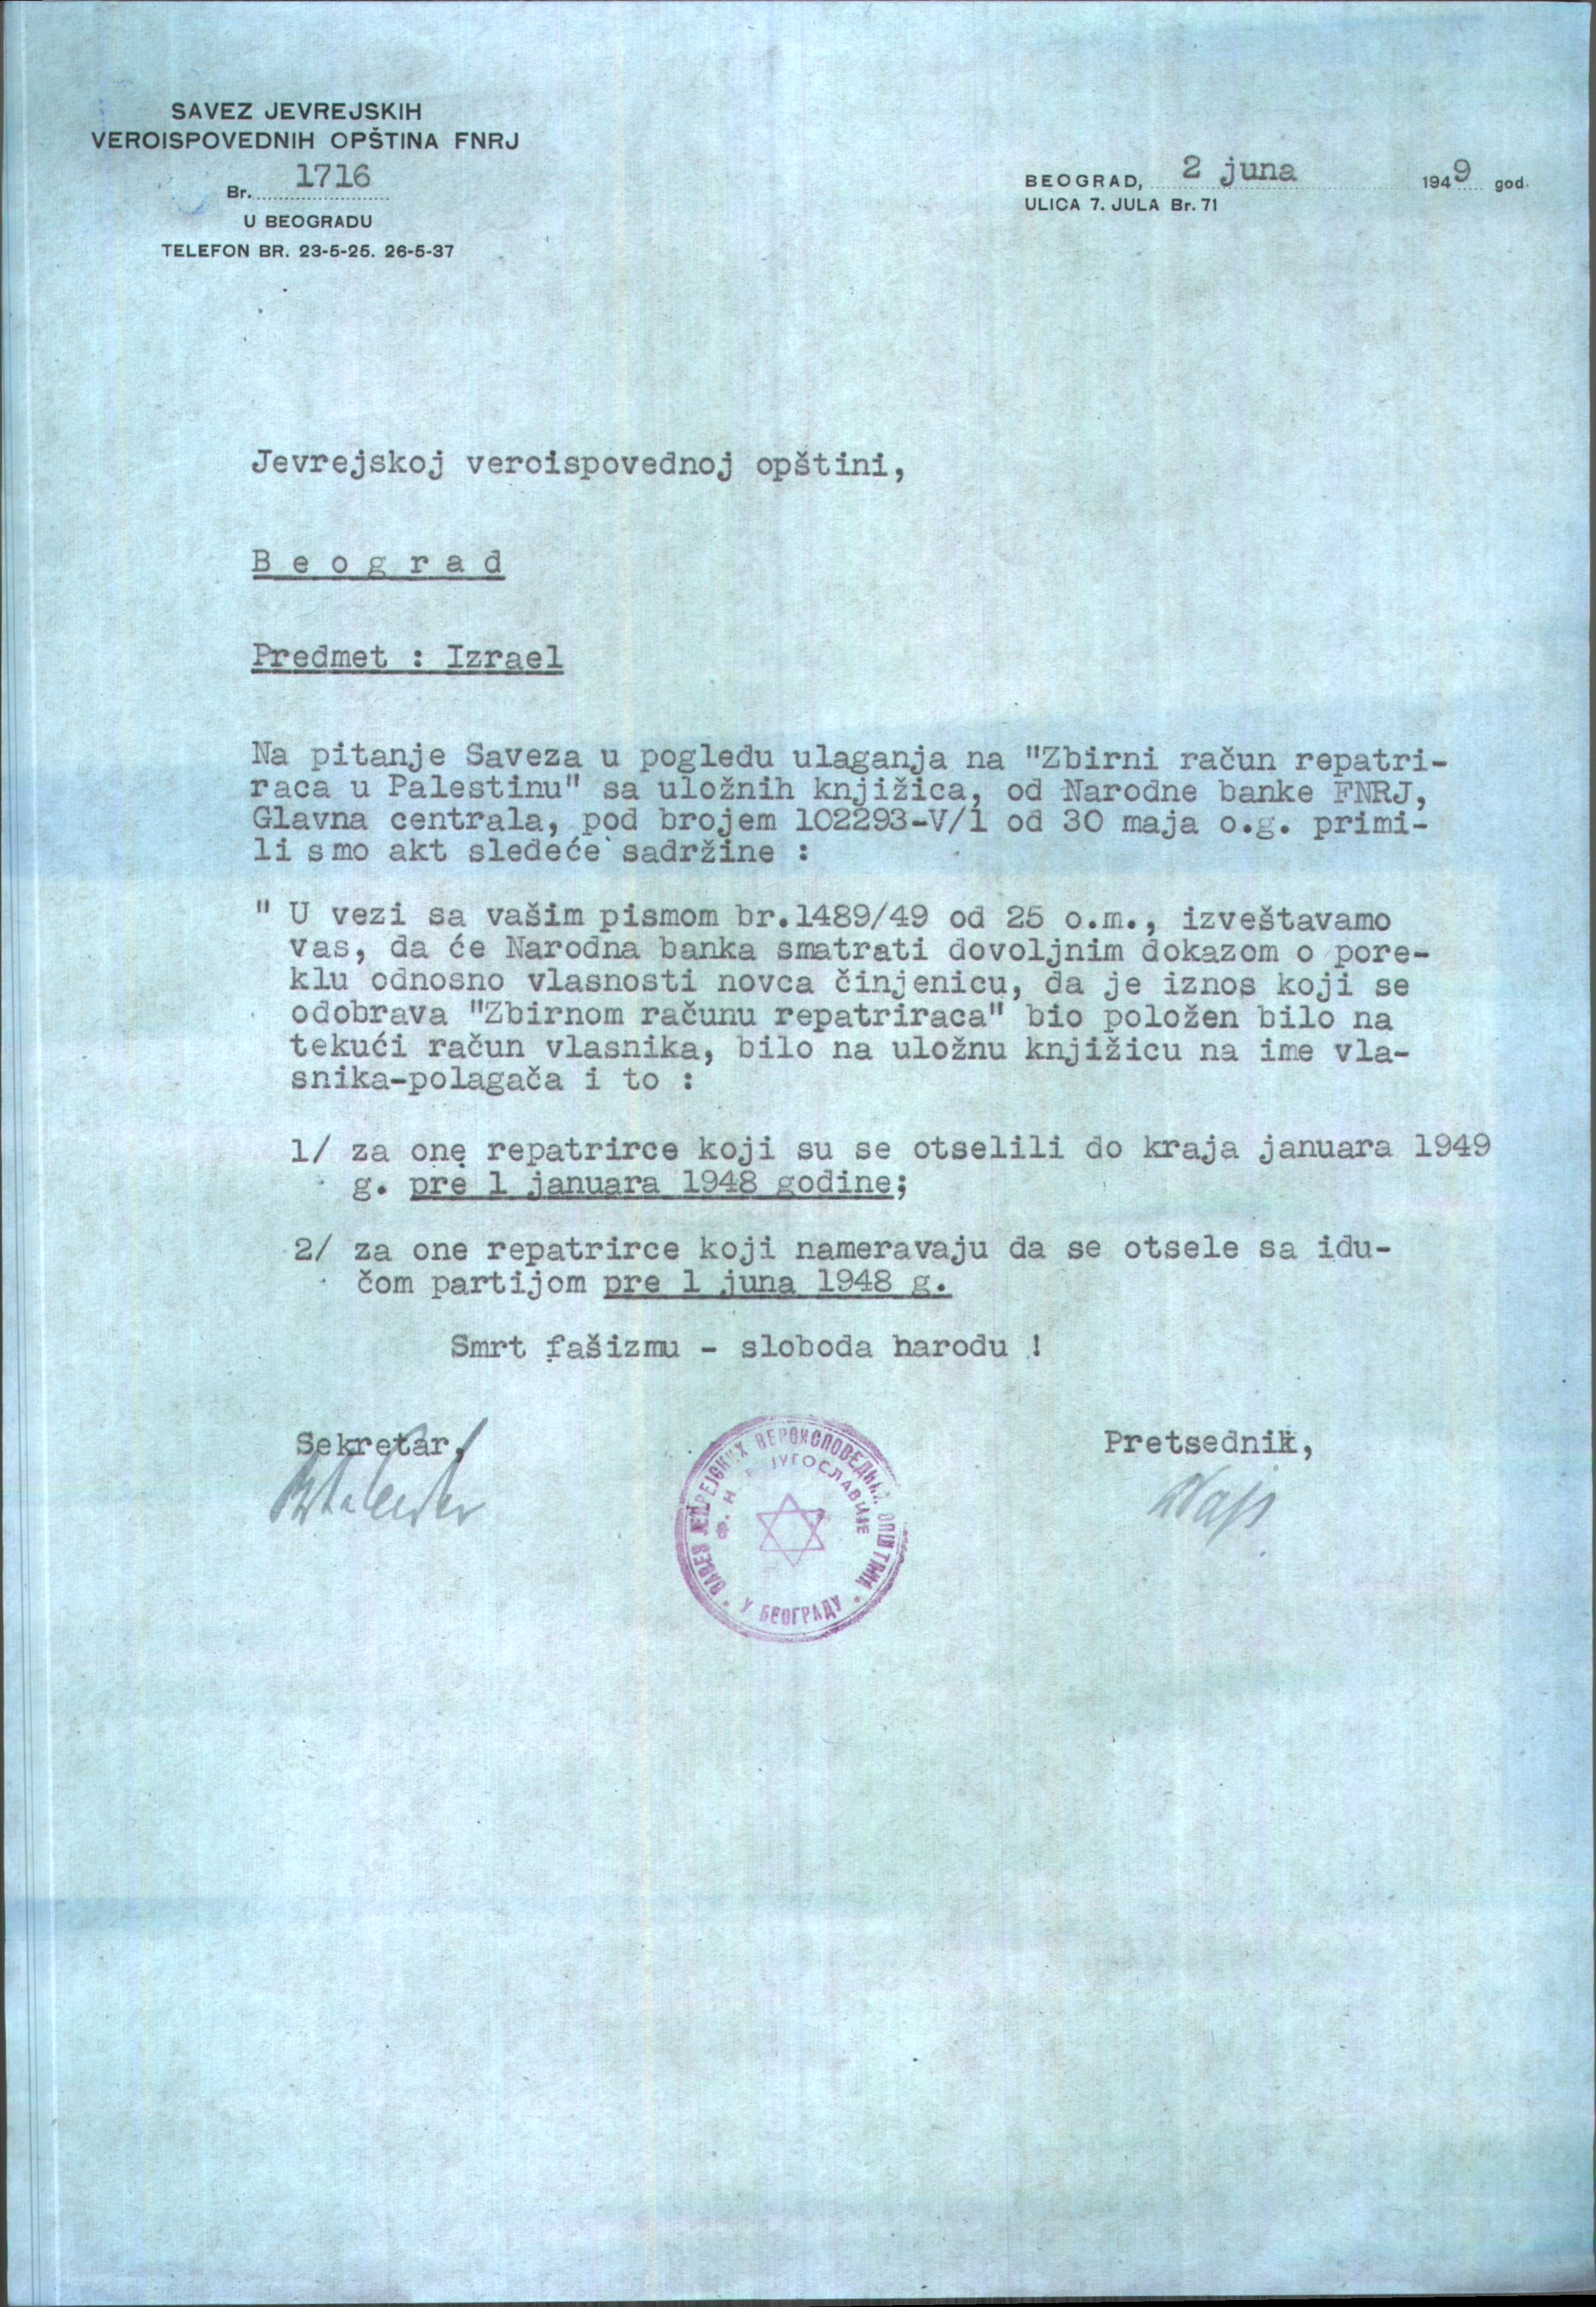 SAVEZ JEVREJSKIH
VEROISPOVEDNIH OPŠTINA FNRJ
Br. 1716
U BEOGRADU
TELEFON BR. 23-5-25. 26-5-37
BEOGRAD, 2 juna 1949 god.
ULICA 7. JULA Br. 71
Jevrejskoj veroispovednoj opštini,
B e o g r a d
Predmet : Izrael
Na pitanje Saveza u pogledu ulaganja na "Zbirni račun repatri-
raca u Palestinu" sa uložnih knjižica, od Narodne banke FNRJ,
Glavna centrala, pod brojem 102293-V/1 od 30 maja o.g. primi-
li smo akt sledeće sadržine :
" U vezi sa vašim pismom br.1489/49 od 25 o.m., izveštavamo
vas, da će Narodna banka smatrati dovoljnim dokazom o pore-
klu odnosno vlasnosti novca činjenicu, da je iznos koji se
odobrava "Zbirnom računu repatriraca" bio položen bilo na
tekući račun vlasnika, bilo na uložnu knjižicu na ime vla-
snika-polagača i to :
1/ za one repatrirce koji su se otselili do kraja januara 1949
g. pre 1 januara 1948 godine;
2/ za one repatrirce koji nameravaju da se otsele sa idu-
čom partijom pre 1 juna 1948 g.
Smrt fašizmu - sloboda narodu !
Sekretar,
Pretsednik,
САВЕЗ ЈЕВРЕЈСКИХ ВЕРОИСПОВЕДНИХ ОПШТИНА
Ф. Н. Р. ЈУГОСЛАВИЈЕ
У БЕОГРАДУ